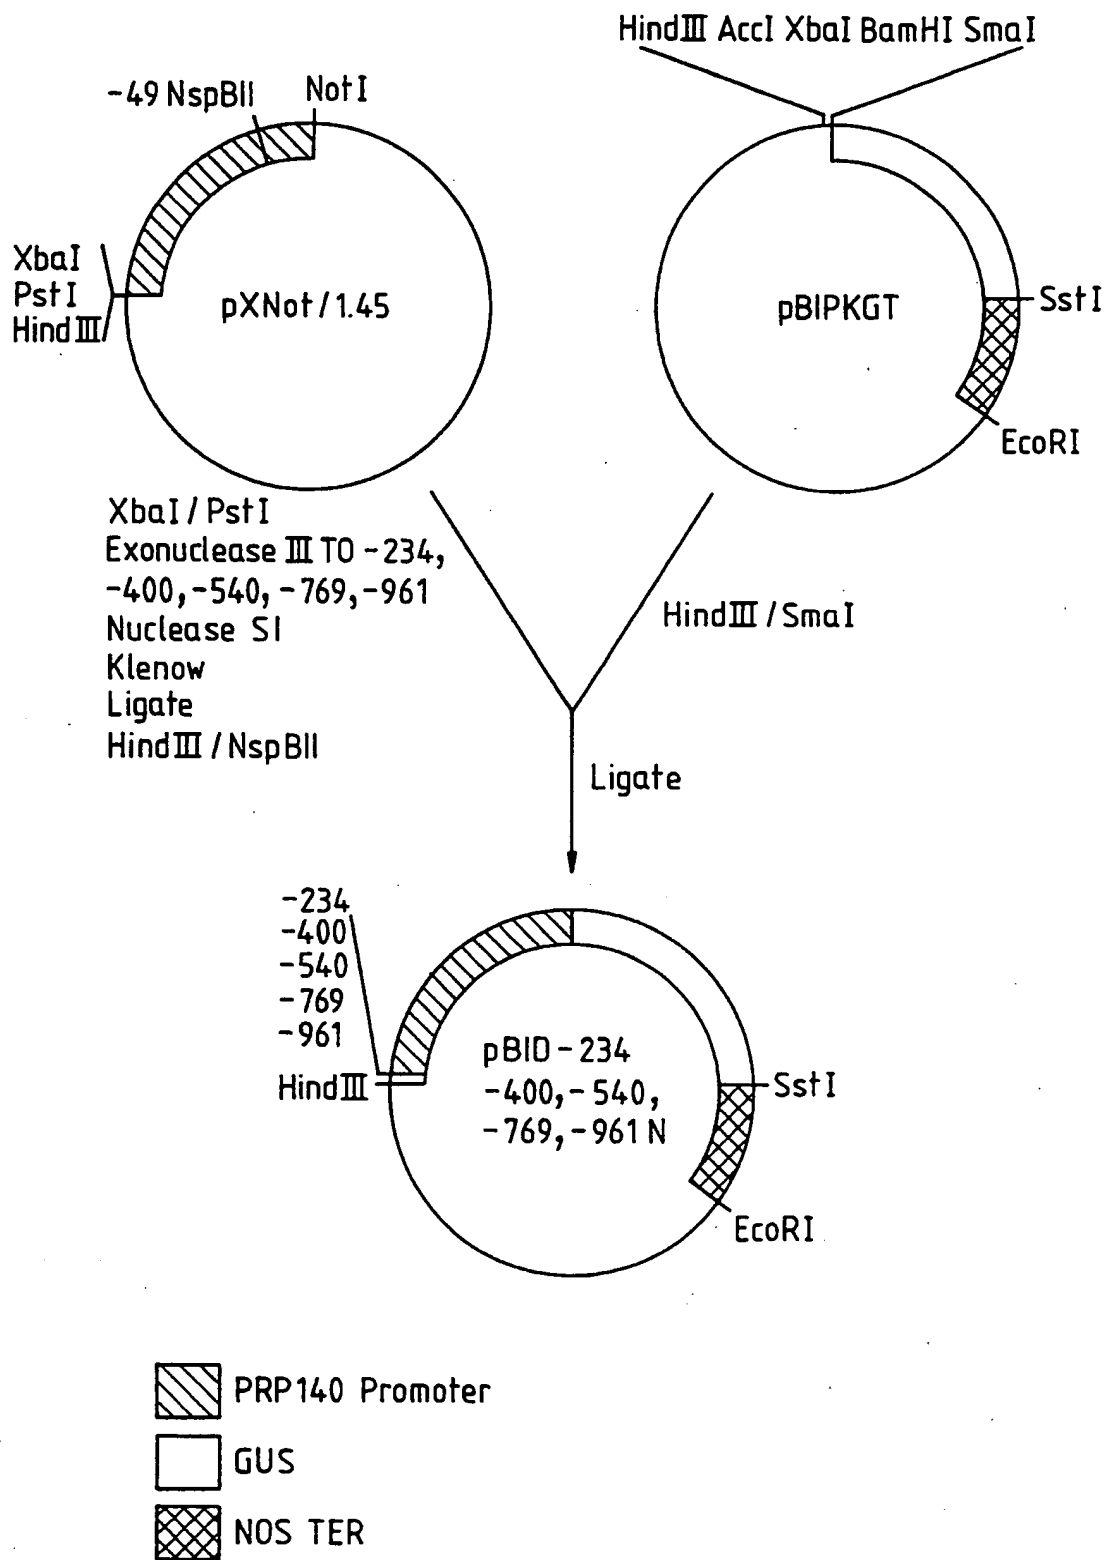 HindIII AccI XbaI BamHI SmaI
-49 NspBII
NotI
XbaI
PstI
HindIII
pXNot/1.45
pBIPKGT
SstI
EcoRI
XbaI / PstI
Exonuclease III TO -234,
-400,-540,-769,-961
Nuclease SI
Klenow
Ligate
HindIII / NspBII
HindIII / SmaI
Ligate
-234
-400
-540
-769
-961
HindIII
pBID-234
-400,-540,
-769,-961 N
SstI
EcoRI
PRP140 Promoter
GUS
NOS TER